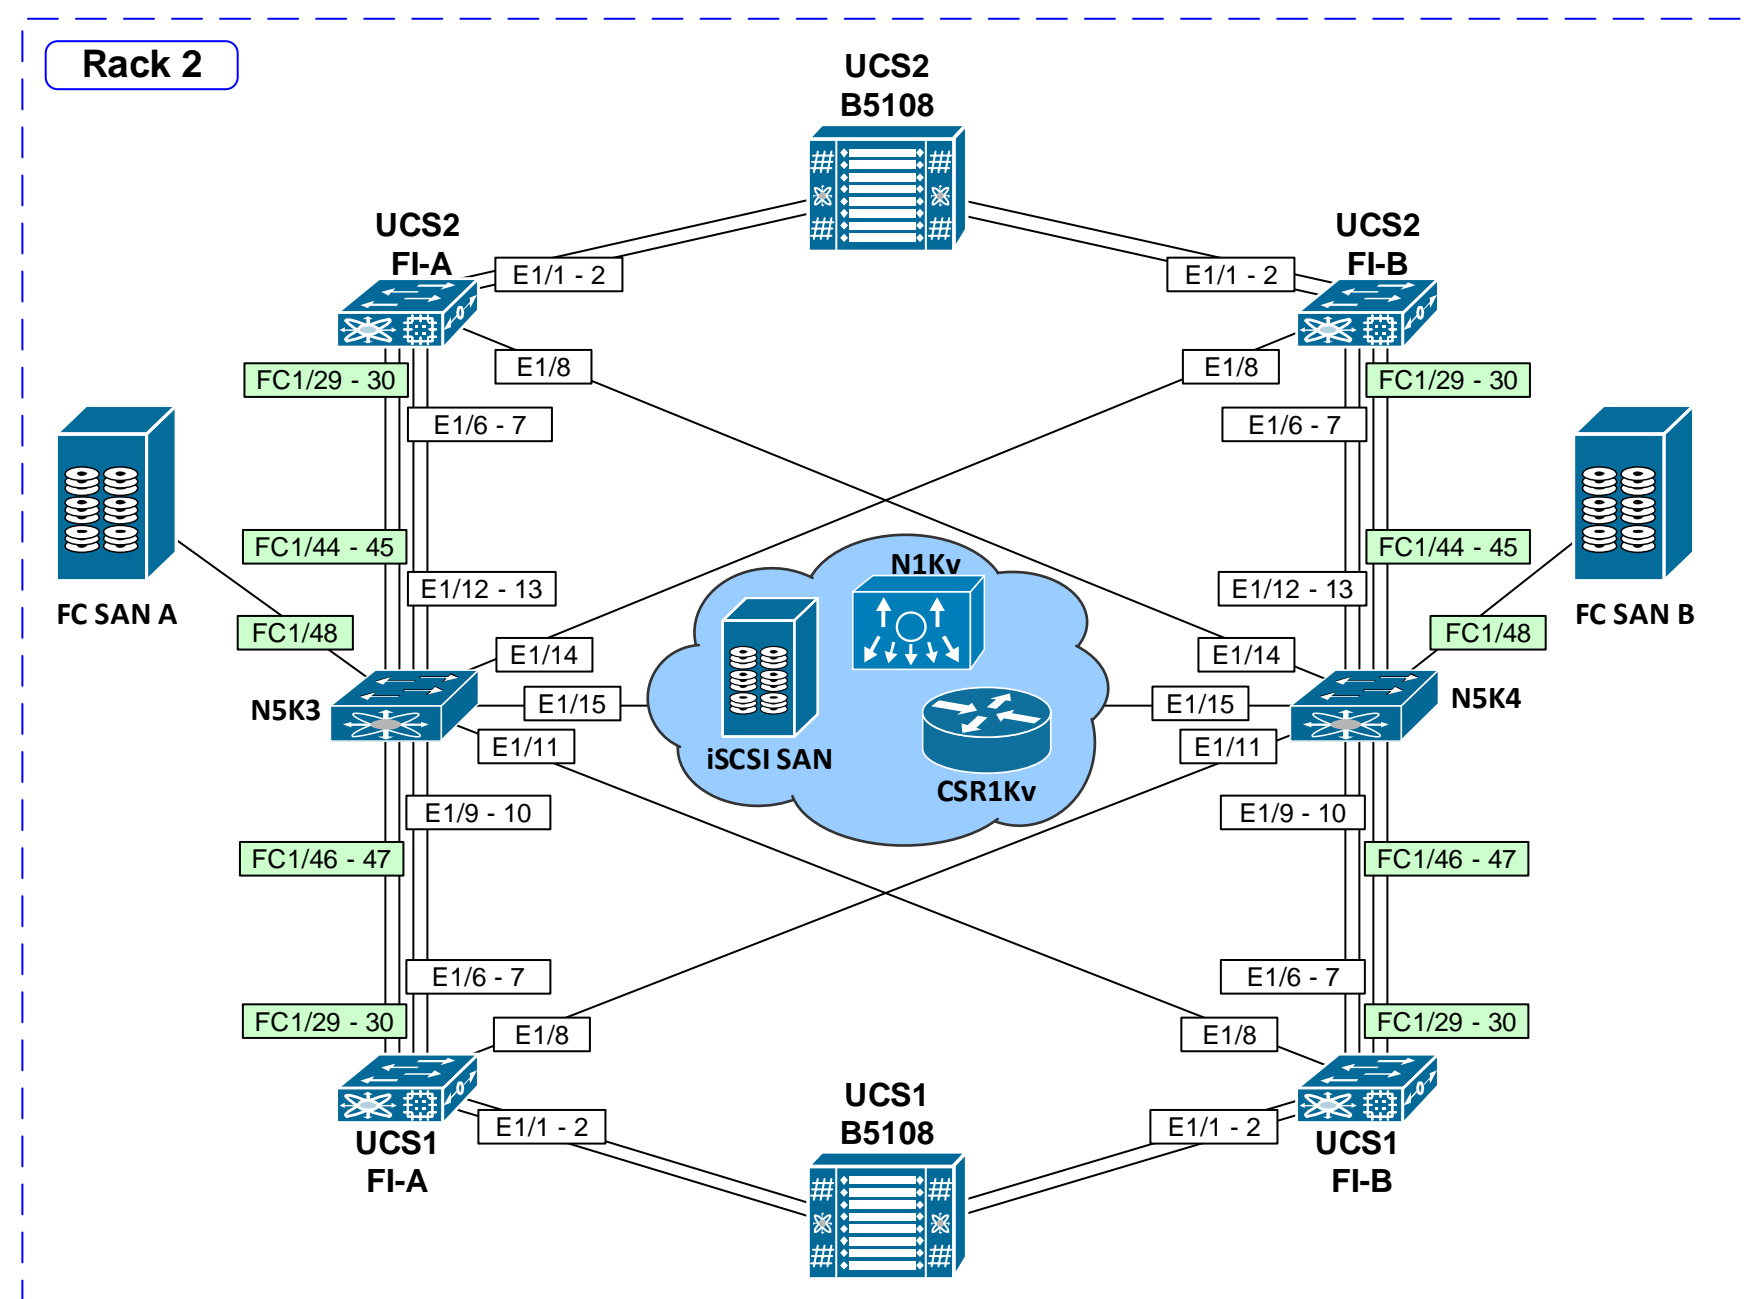 Rack 2
UCS2
B5108
UCS2
FI-A
UCS2
FI-B
E1/1 - 2
E1/1 - 2
E1/8
E1/8
FC1/29 - 30
FC1/29 - 30
E1/6 - 7
E1/6 - 7
FC1/44 - 45
FC1/44 - 45
N1Kv
E1/12 - 13
E1/12 - 13
FC SAN A
FC SAN B
FC1/48
FC1/48
E1/14
E1/14
N5K3
E1/15
E1/15
N5K4
E1/11
E1/11
iSCSI SAN
CSR1Kv
E1/9 - 10
E1/9 - 10
FC1/46 - 47
FC1/46 - 47
E1/6 - 7
E1/6 - 7
FC1/29 - 30
FC1/29 - 30
E1/8
E1/8
UCS1
B5108
E1/1 - 2
E1/1 - 2
UCS1
FI-A
UCS1
FI-B